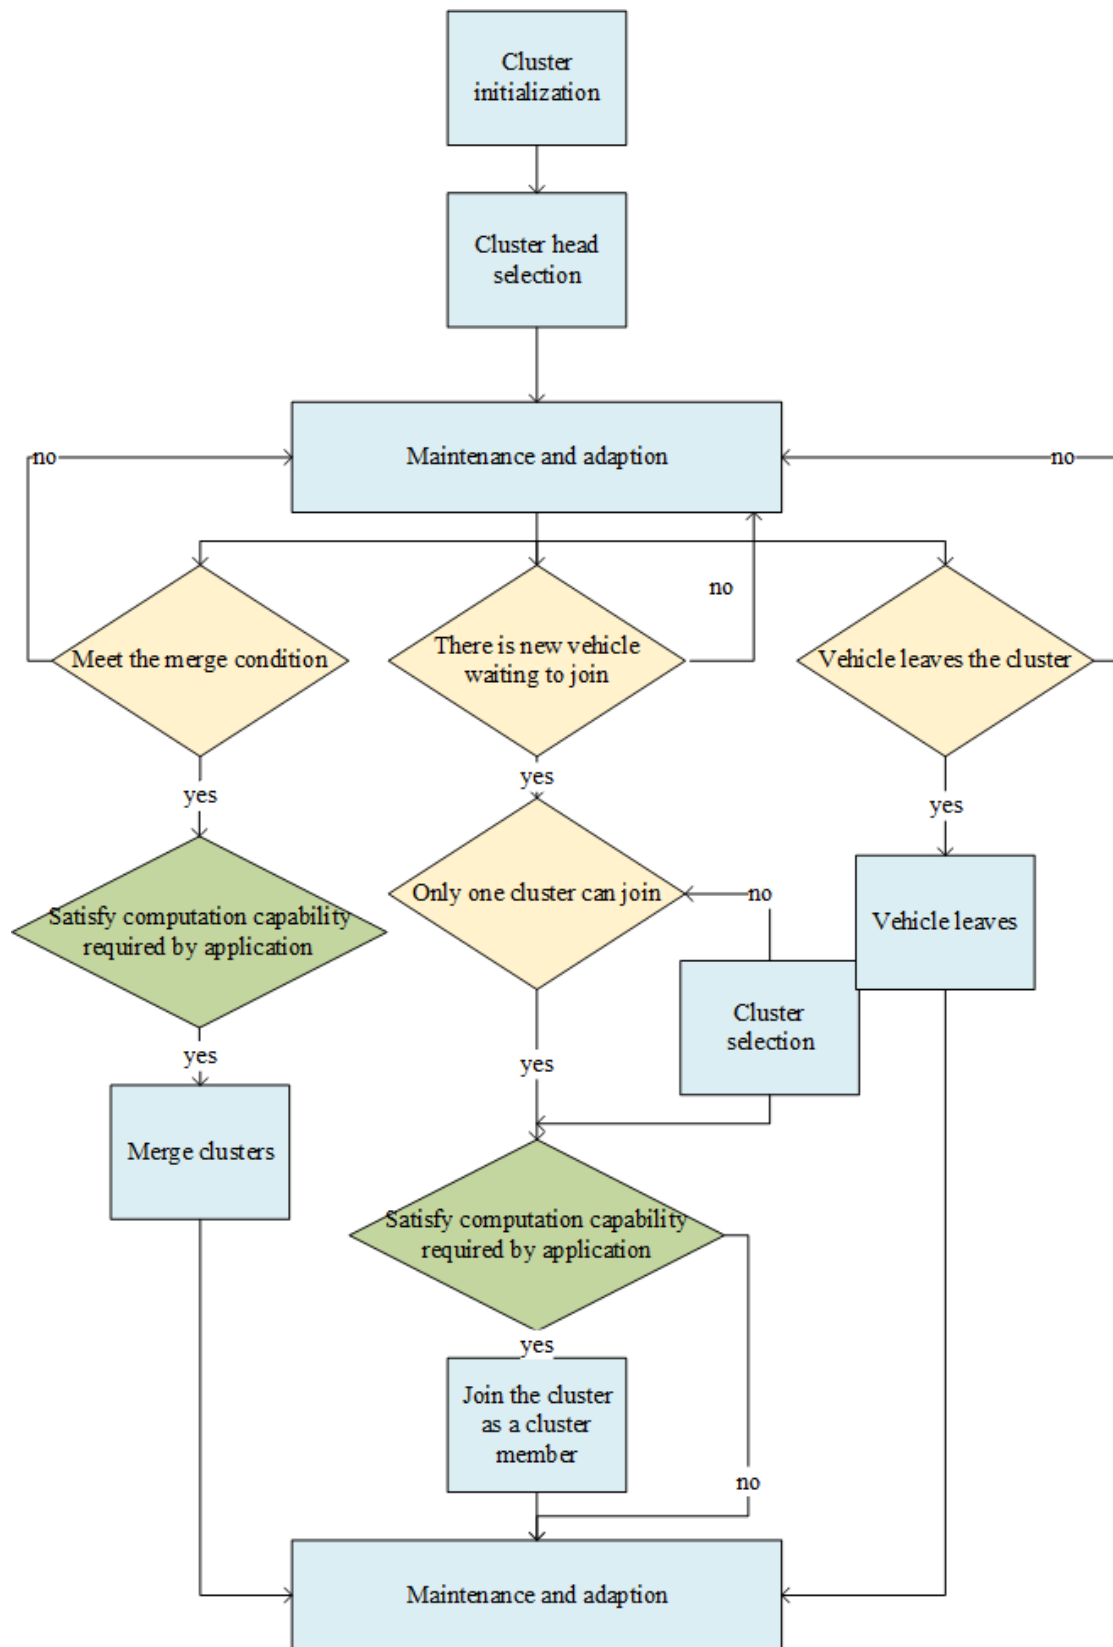 Cluster
initialization
Cluster head
selection
Maintenance and adaption
no
no
no
Meet the merge condition
There is new vehicle
waiting to join
Vehicle leaves the cluster
yes
yes
yes
Only one cluster can join
no
Satisfy computation capability
required by application
Vehicle leaves
Cluster
selection
yes
yes
Merge clusters
Satisfy computation capability
required by application
yes
Join the cluster
as a cluster
member
no
Maintenance and adaption